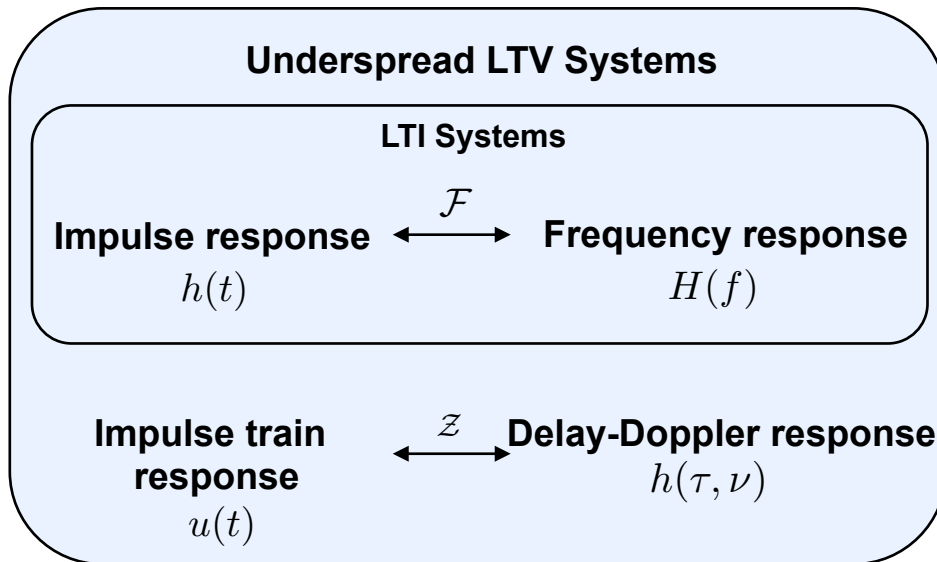 Underspread LTV Systems
LTI Systems
Impulse response
ℱ
Frequency response
h(t)
H(f)
Impulse train
response
𝒵
Delay-Doppler response
u(t)
h(τ, ν)